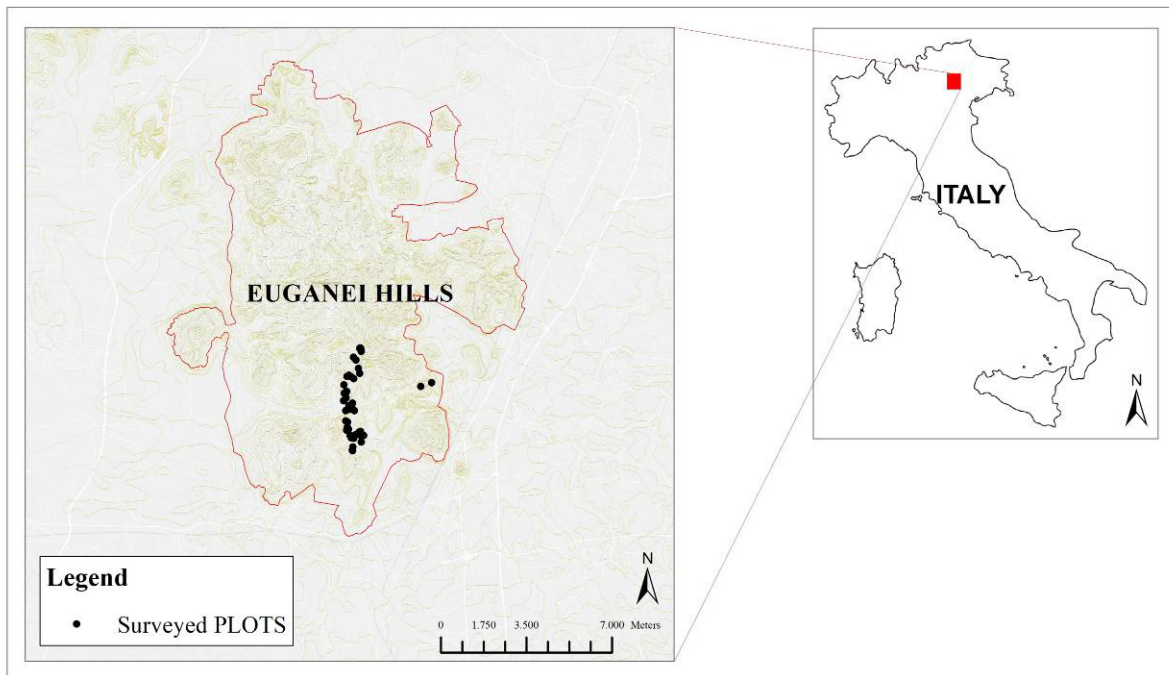 EUGANEI HILLS
Legend
Surveyed PLOTS
N
0 1.750 3.500 7.000 Meters
ITALY
N